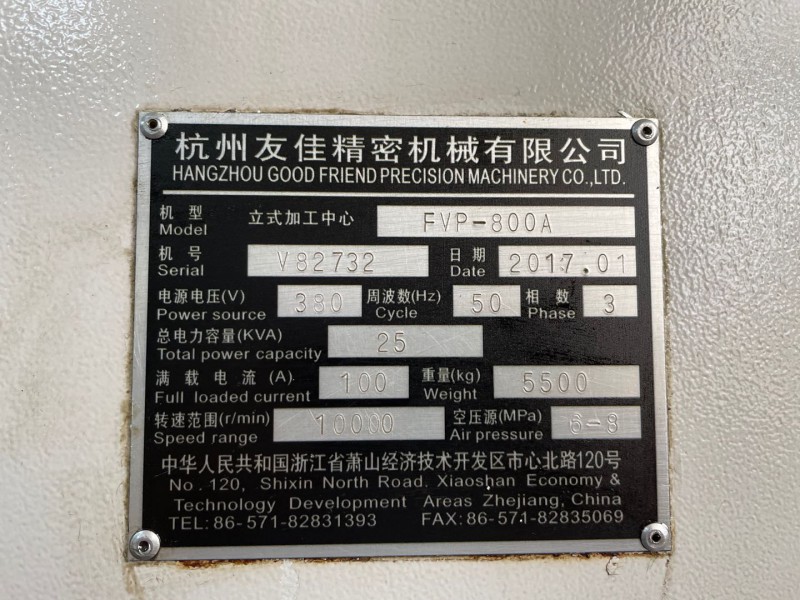 杭州友佳精密机械有限公司
HANGZHOU GOOD FRIEND PRECISION MACHINERY CO.,LTD.
机型 立式加工中心 FVP-800A
Model
机号 V82732 日期 2017.01
Serial Date
电源电压(V) 380 周波数(Hz) 50 相数 3
Power source Cycle Phase
总电力容量(KVA) 25
Total power capacity
满载电流(A) 100 重量(kg) 5500
Full loaded current Weight
转速范围(r/min) 10000 空压源(MPa) 6-8
Speed range Air pressure
中华人民共和国浙江省萧山经济技术开发区市心北路120号
No.120, Shixin North Road. Xiaoshan Economy &
Technology Development Areas Zhejiang, China
TEL:86-571-82831393 FAX:86-571-82835069